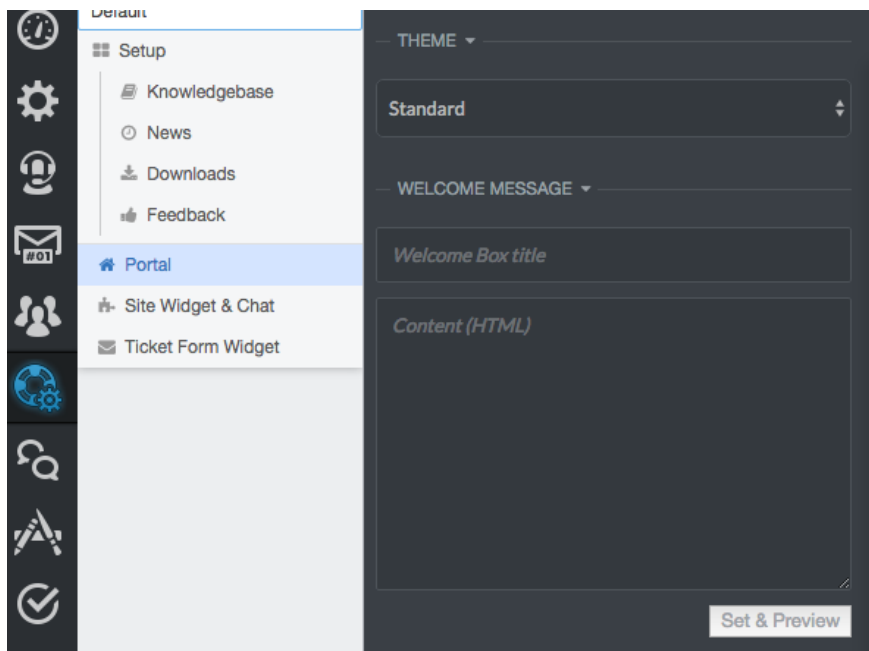 Default
Setup
Knowledgebase
News
Downloads
Feedback
Portal
Site Widget & Chat
Ticket Form Widget
#01
THEME
Standard
WELCOME MESSAGE
Welcome Box title
Content (HTML)
Set & Preview